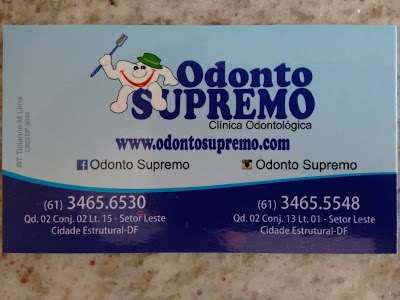 Odonto
SUPREMO
Clínica Odontológica
www.odontosupremo.com
Odonto Supremo
Odonto Supremo
(61) 3465.6530
Qd. 02 Conj. 02 Lt. 15 - Setor Leste
Cidade Estrutural-DF
(61) 3465.5548
Qd. 02 Conj. 13 Lt. 01 - Setor Leste
Cidade Estrutural-DF